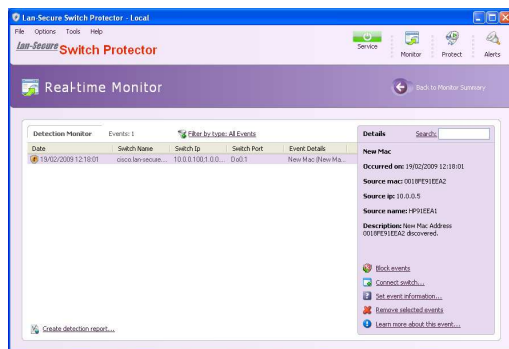 Lan-Secure Switch Protector - Local
File Options Tools Help
Lan-Secure Switch Protector
Service
Monitor
Protect
Alerts
Real-time Monitor
Back to Monitor Summary
Detection Monitor Events: 1 Filter by type: All Events
Date Switch Name Switch Ip Switch Port Event Details
19/02/2009 12:18:01 cisco.lan-secure... 10.0.0.100;1.0.0... New Mac (New Ma...
Details Search:
New Mac
Occurred on: 19/02/2009 12:18:01
Source mac: 0018FE91EEA2
Source ip: 10.0.0.5
Source name: HP91EEA1
Description: New Mac Address
0018FE91EEA2 discovered.
Block events
Connect switch...
Set event information...
Remove selected events
Learn more about this event...
Create detection report...